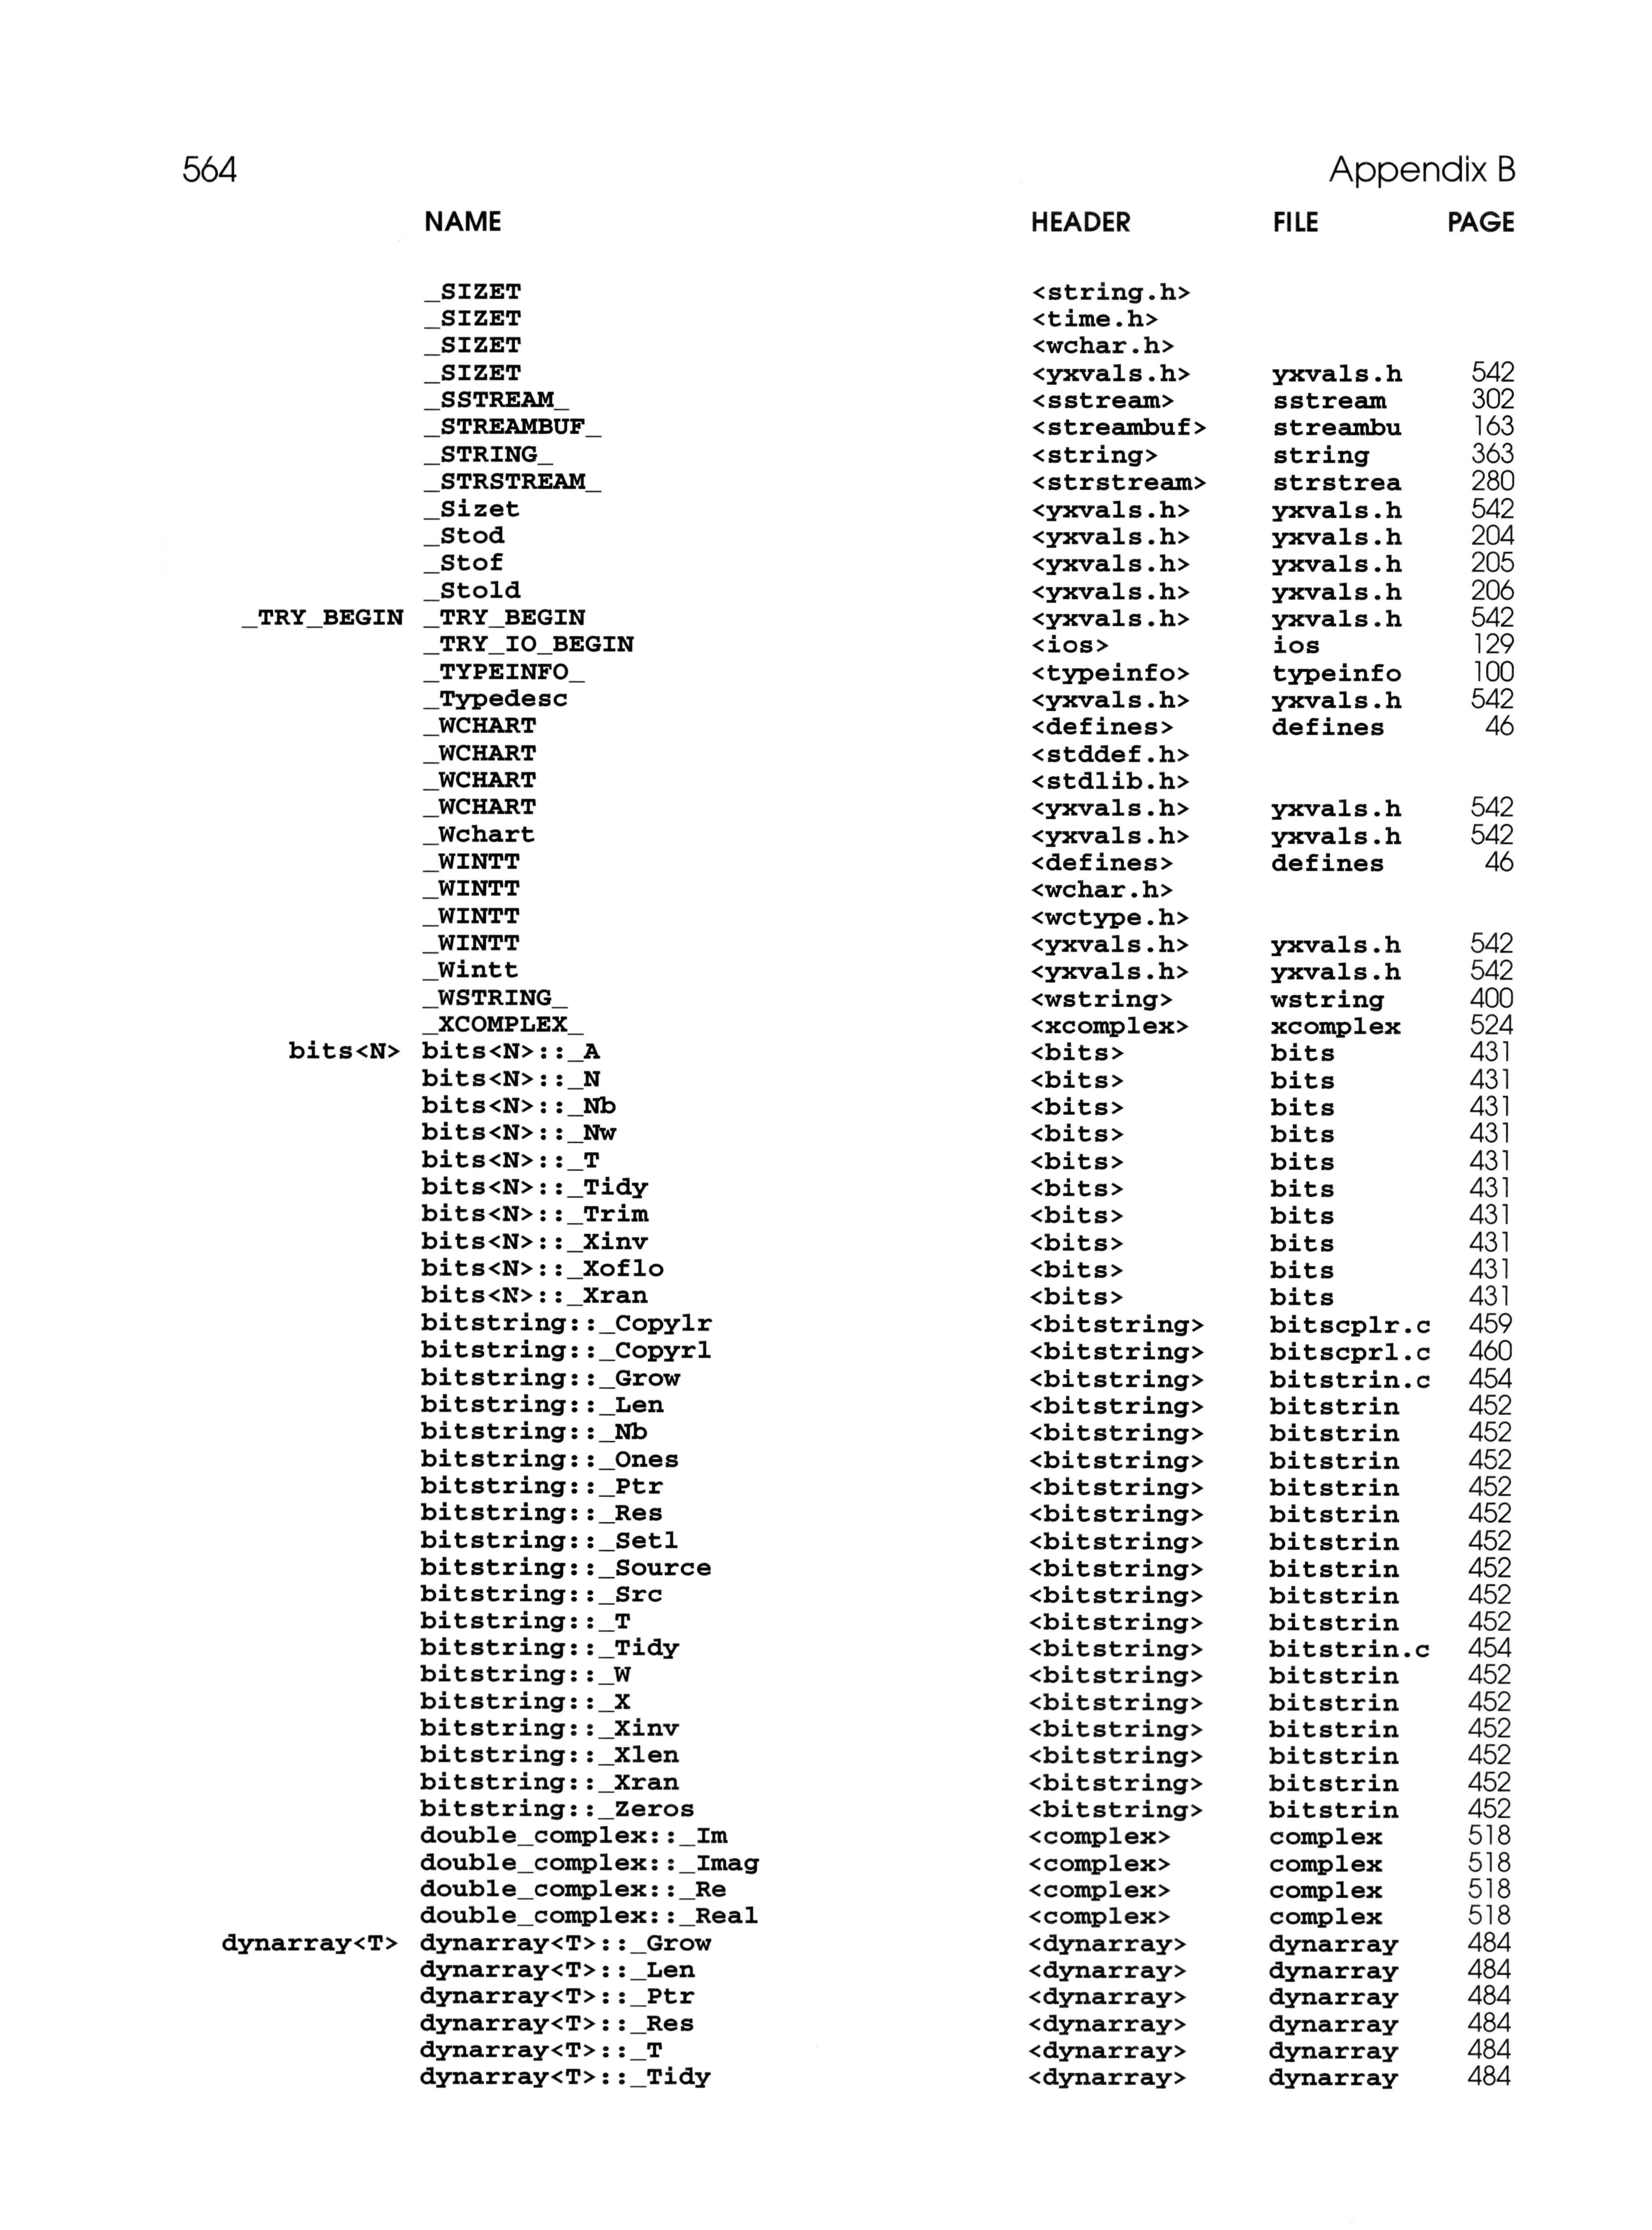 564 Appendix B
NAME HEADER FILE PAGE
_SIZET <string.h>
_SIZET <time.h>
_SIZET <wchar.h>
_SIZET <yxvals.h> yxvals.h 542
_SSTREAM_ <sstream> sstream 302
_STREAMBUF_ <streambuf> streambu 163
_STRING_ <string> string 363
_STRSTREAM_ <strstream> strstrea 280
_Sizet <yxvals.h> yxvals.h 542
_Stod <yxvals.h> yxvals.h 204
_Stof <yxvals.h> yxvals.h 205
_Stold <yxvals.h> yxvals.h 206
_TRY_BEGIN _TRY_BEGIN <yxvals.h> yxvals.h 542
_TRY_IO_BEGIN <ios> ios 129
_TYPEINFO_ <typeinfo> typeinfo 100
_Typedesc <yxvals.h> yxvals.h 542
_WCHART <defines> defines 46
_WCHART <stddef.h>
_WCHART <stdlib.h>
_WCHART <yxvals.h> yxvals.h 542
_Wchart <yxvals.h> yxvals.h 542
_WINTT <defines> defines 46
_WINTT <wchar.h>
_WINTT <wctype.h>
_WINTT <yxvals.h> yxvals.h 542
_Wintt <yxvals.h> yxvals.h 542
_WSTRING_ <wstring> wstring 400
_XCOMPLEX_ <xcomplex> xcomplex 524
bits<N> bits<N>::_A <bits> bits 431
bits<N>::_N <bits> bits 431
bits<N>::_Nb <bits> bits 431
bits<N>::_Nw <bits> bits 431
bits<N>::_T <bits> bits 431
bits<N>::_Tidy <bits> bits 431
bits<N>::_Trim <bits> bits 431
bits<N>::_Xinv <bits> bits 431
bits<N>::_Xoflo <bits> bits 431
bits<N>::_Xran <bits> bits 431
bitstring::_Copylr <bitstring> bitscplr.c 459
bitstring::_Copyrl <bitstring> bitscprl.c 460
bitstring::_Grow <bitstring> bitstrin.c 454
bitstring::_Len <bitstring> bitstrin 452
bitstring::_Nb <bitstring> bitstrin 452
bitstring::_Ones <bitstring> bitstrin 452
bitstring::_Ptr <bitstring> bitstrin 452
bitstring::_Res <bitstring> bitstrin 452
bitstring::_Setl <bitstring> bitstrin 452
bitstring::_Source <bitstring> bitstrin 452
bitstring::_Src <bitstring> bitstrin 452
bitstring::_T <bitstring> bitstrin 452
bitstring::_Tidy <bitstring> bitstrin.c 454
bitstring::_W <bitstring> bitstrin 452
bitstring::_X <bitstring> bitstrin 452
bitstring::_Xinv <bitstring> bitstrin 452
bitstring::_Xlen <bitstring> bitstrin 452
bitstring::_Xran <bitstring> bitstrin 452
bitstring::_Zeros <bitstring> bitstrin 452
double_complex::_Im <complex> complex 518
double_complex::_Imag <complex> complex 518
double_complex::_Re <complex> complex 518
double_complex::_Real <complex> complex 518
dynarray<T> dynarray<T>::_Grow <dynarray> dynarray 484
dynarray<T>::_Len <dynarray> dynarray 484
dynarray<T>::_Ptr <dynarray> dynarray 484
dynarray<T>::_Res <dynarray> dynarray 484
dynarray<T>::_T <dynarray> dynarray 484
dynarray<T>::_Tidy <dynarray> dynarray 484